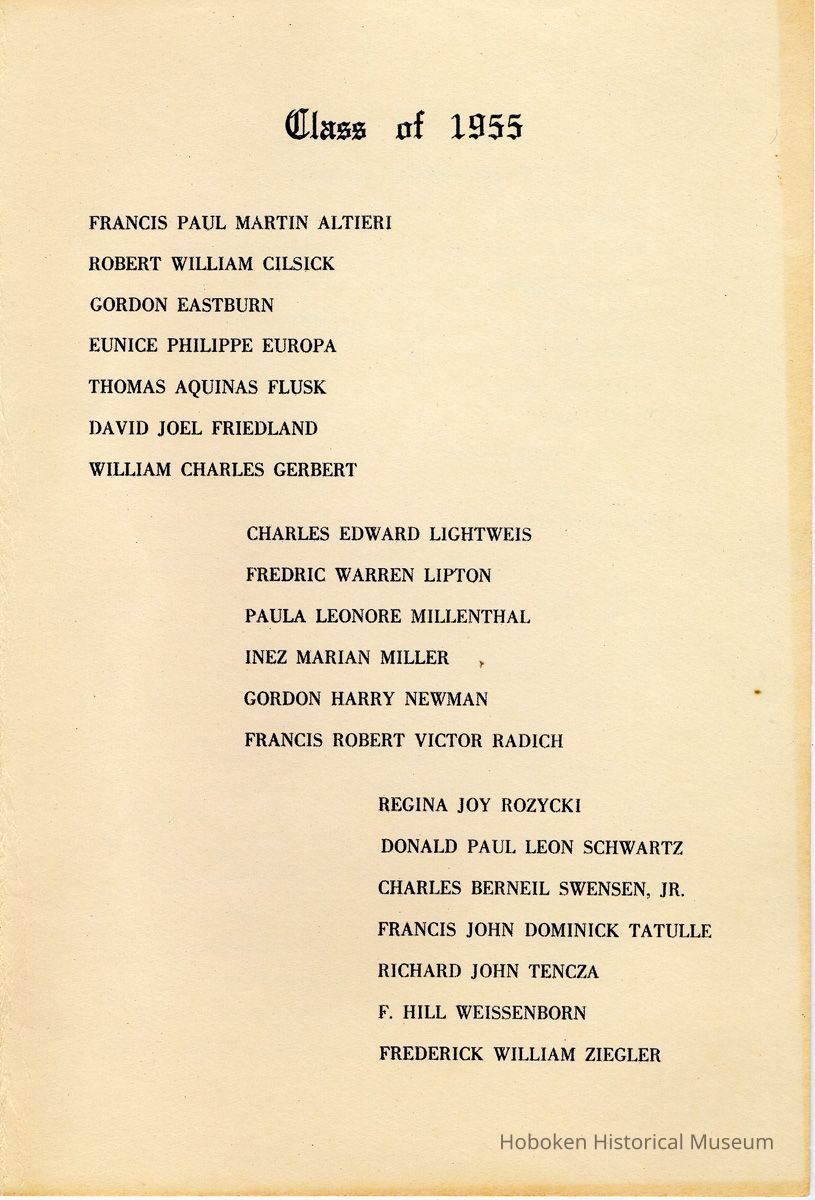 Class of 1955
FRANCIS PAUL MARTIN ALTIERI
ROBERT WILLIAM CILSICK
GORDON EASTBURN
EUNICE PHILIPPE EUROPA
THOMAS AQUINAS FLUSK
DAVID JOEL FRIEDLAND
WILLIAM CHARLES GERBERT
CHARLES EDWARD LIGHTWEIS
FREDRIC WARREN LIPTON
PAULA LEONORE MILLENTHAL
INEZ MARIAN MILLER
GORDON HARRY NEWMAN
FRANCIS ROBERT VICTOR RADICH
REGINA JOY ROZYCKI
DONALD PAUL LEON SCHWARTZ
CHARLES BERNEIL SWENSEN, JR.
FRANCIS JOHN DOMINICK TATULLE
RICHARD JOHN TENCZA
F. HILL WEISSENBORN
FREDERICK WILLIAM ZIEGLER
Hoboken Historical Museum